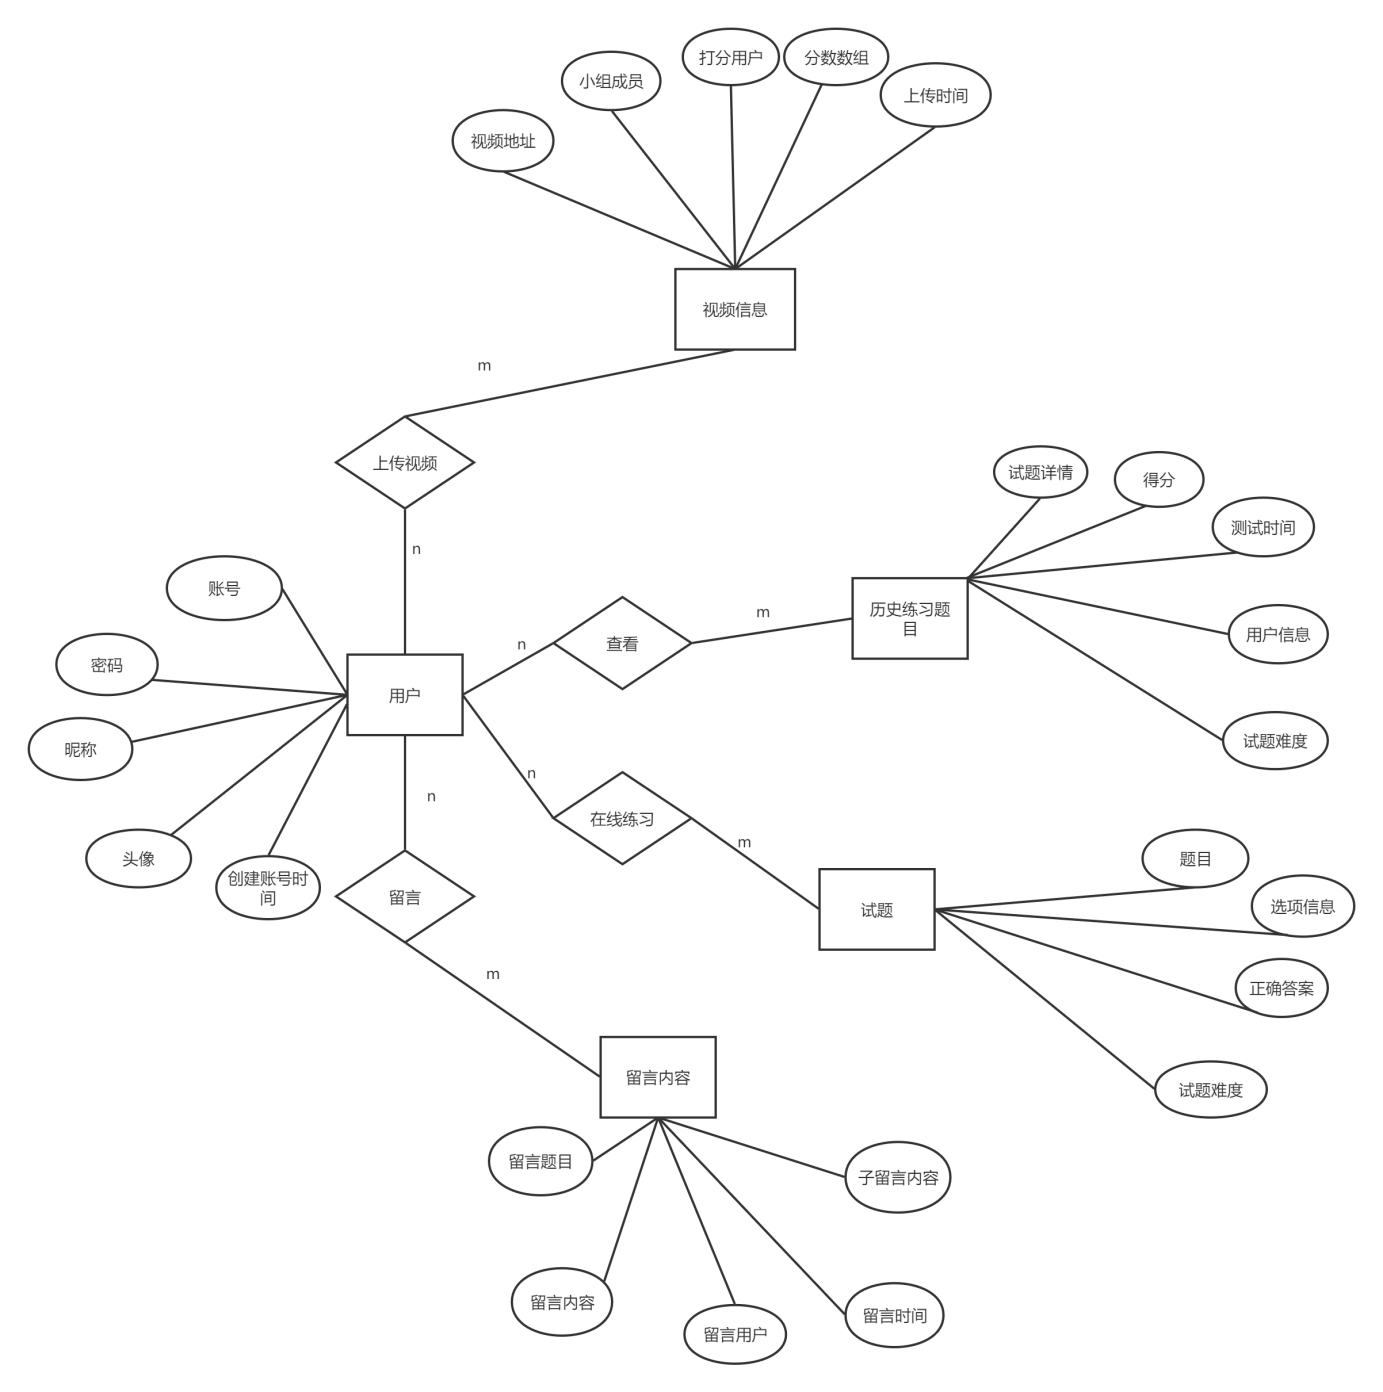 打分用户
分数数组
小组成员
上传时间
视频地址
视频信息
m
上传视频
n
试题详情
得分
测试时间
账号
历史练习题
目
m
查看
n
用户信息
密码
用户
昵称
试题难度
n
n
在线练习
m
头像
创建账号时
间
留言
题目
选项信息
试题
m
正确答案
留言内容
试题难度
留言题目
子留言内容
留言内容
留言用户
留言时间